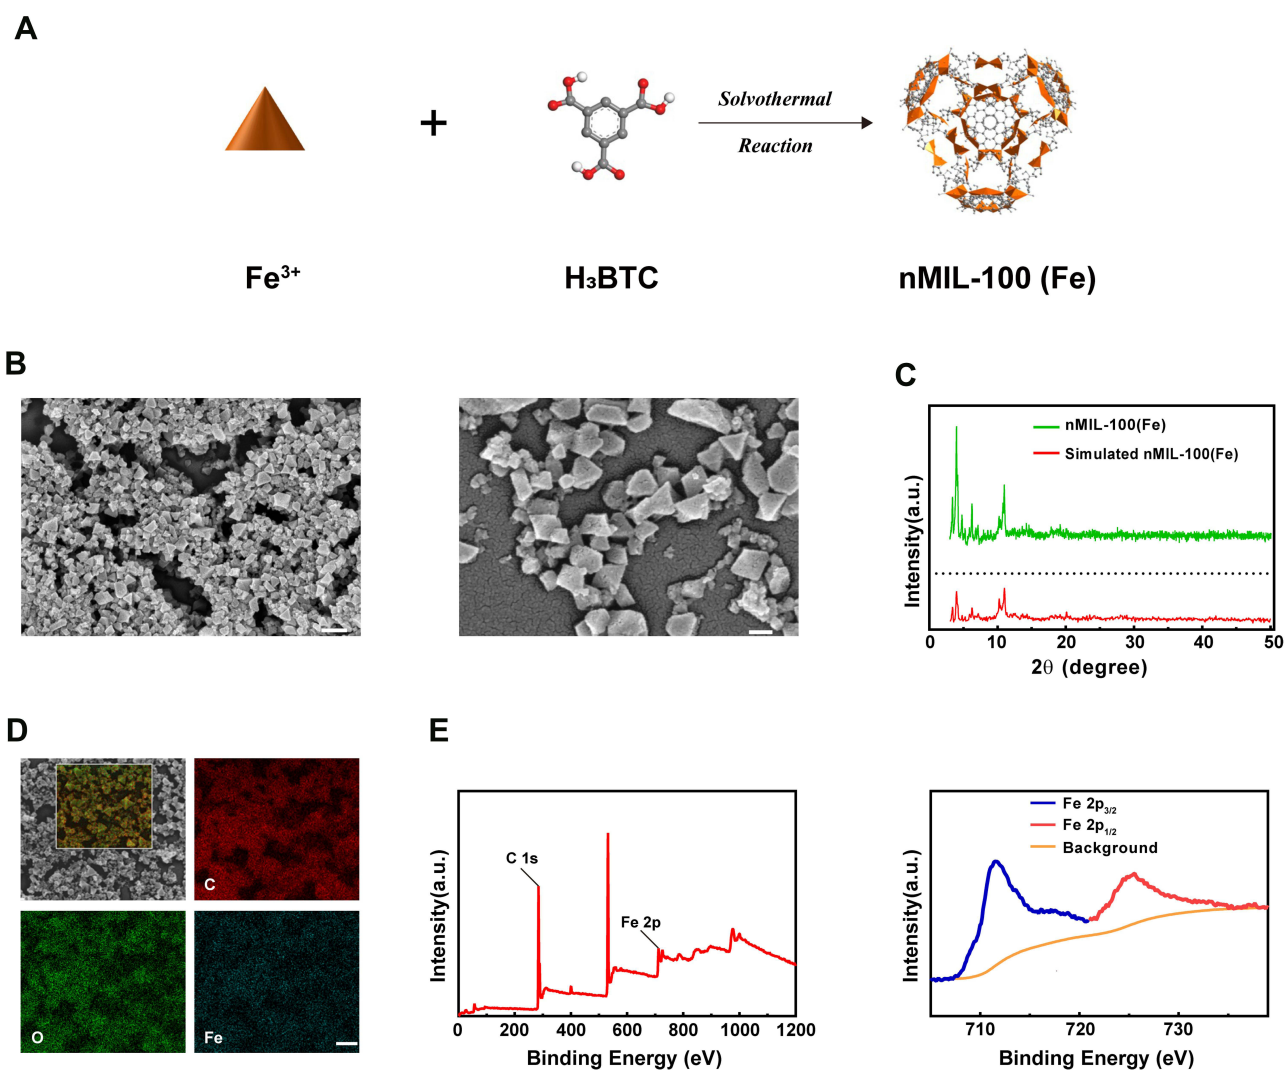 A
+
Solvothermal
Reaction
Fe³⁺
H₃BTC
nMIL-100 (Fe)
B
C
nMIL-100(Fe)
Simulated nMIL-100(Fe)
Intensity(a.u.)
0 10 20 30 40 50
2θ (degree)
D
C
O
Fe
E
C 1s
Fe 2p
Intensity(a.u.)
0 200 400 600 800 1000 1200
Binding Energy (eV)
Fe 2p₃/₂
Fe 2p₁/₂
Background
Intensity(a.u.)
710 720 730
Binding Energy (eV)